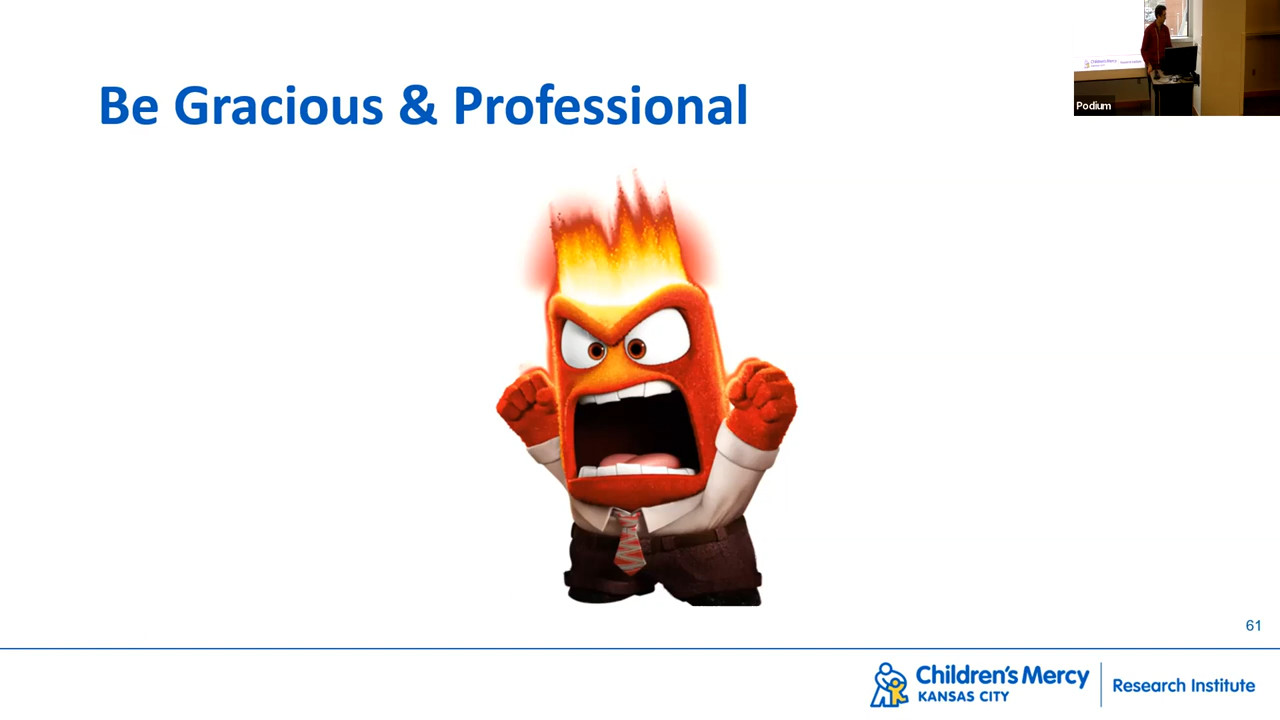 Be Gracious & Professional
Podium
61
Children's Mercy
KANSAS CITY
Research Institute